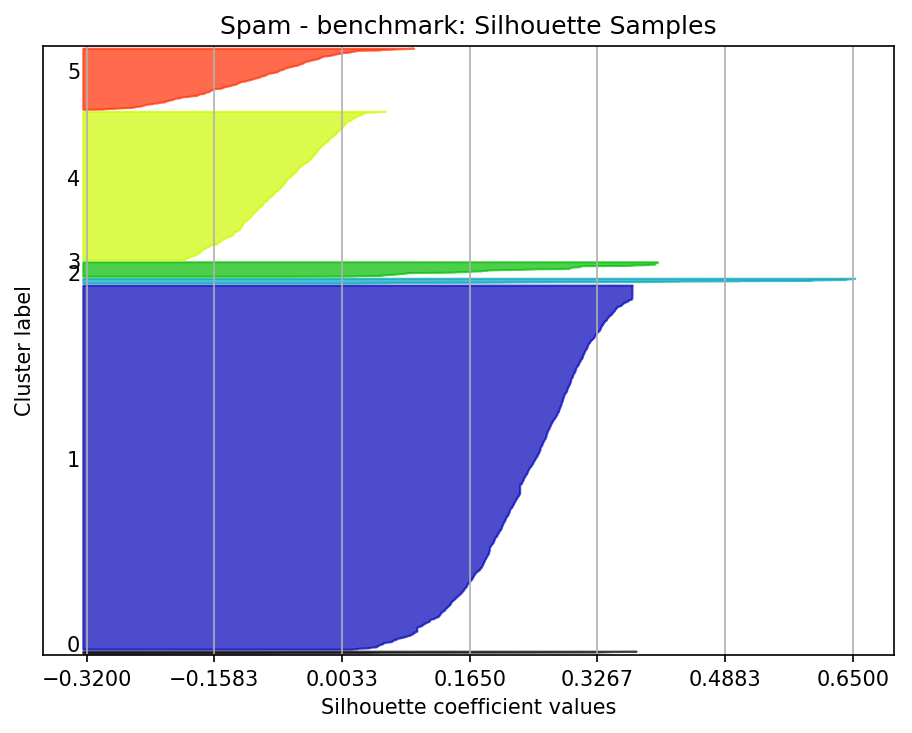 Spam - benchmark: Silhouette Samples
5
4
3
2
1
0
Cluster label
−0.3200 −0.1583 0.0033 0.1650 0.3267 0.4883 0.6500
Silhouette coefficient values